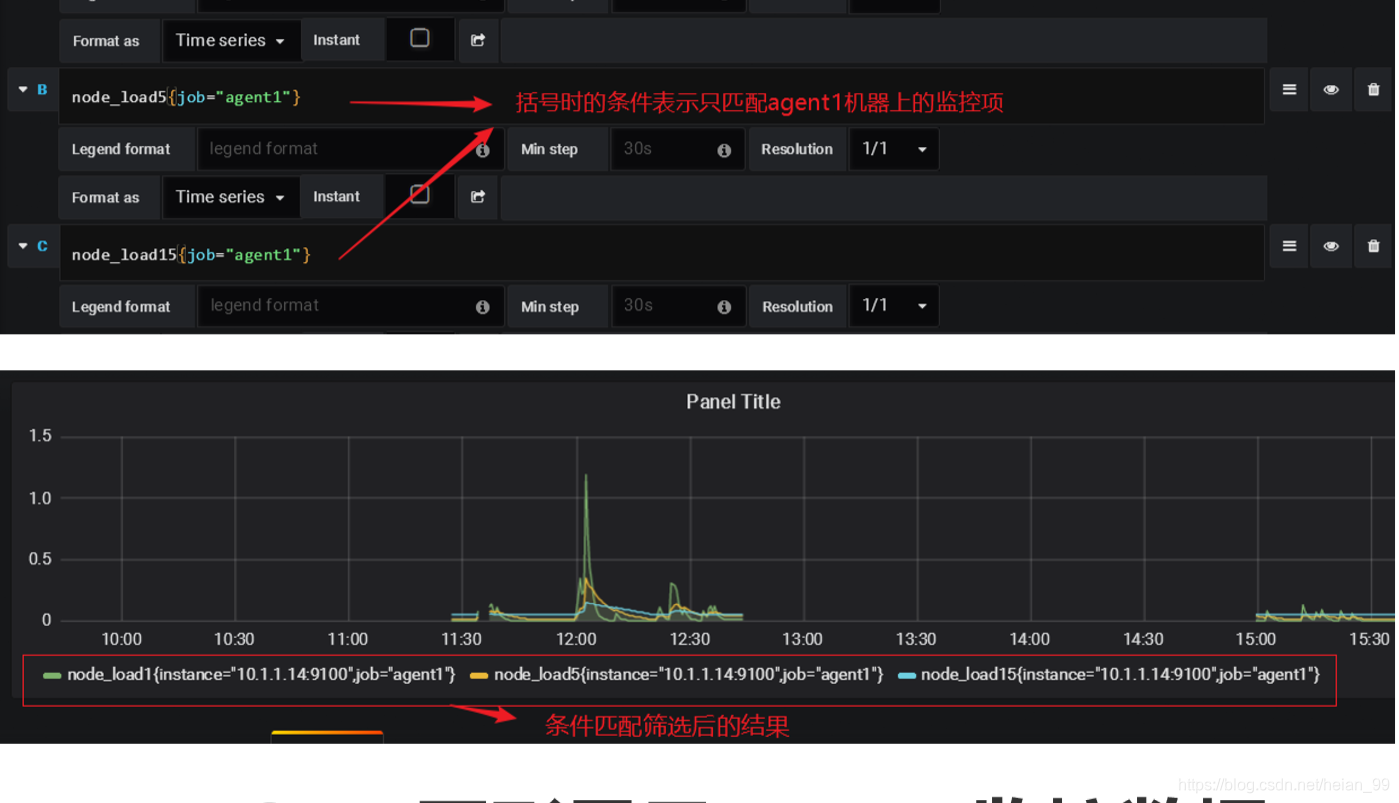 Format as Time series Instant
B node_load5{job="agent1"} 括号时的条件表示只匹配agent1机器上的监控项
Legend format legend format Min step 30s Resolution 1/1
Format as Time series Instant
C node_load15{job="agent1"}
Legend format legend format Min step 30s Resolution 1/1
Panel Title
1.5
1.0
0.5
0
10:00 10:30 11:00 11:30 12:00 12:30 13:00 13:30 14:00 14:30 15:00 15:30
node_load1{instance="10.1.1.14:9100",job="agent1"} node_load5{instance="10.1.1.14:9100",job="agent1"} node_load15{instance="10.1.1.14:9100",job="agent1"}
条件匹配筛选后的结果
https://blog.csdn.net/heian_99